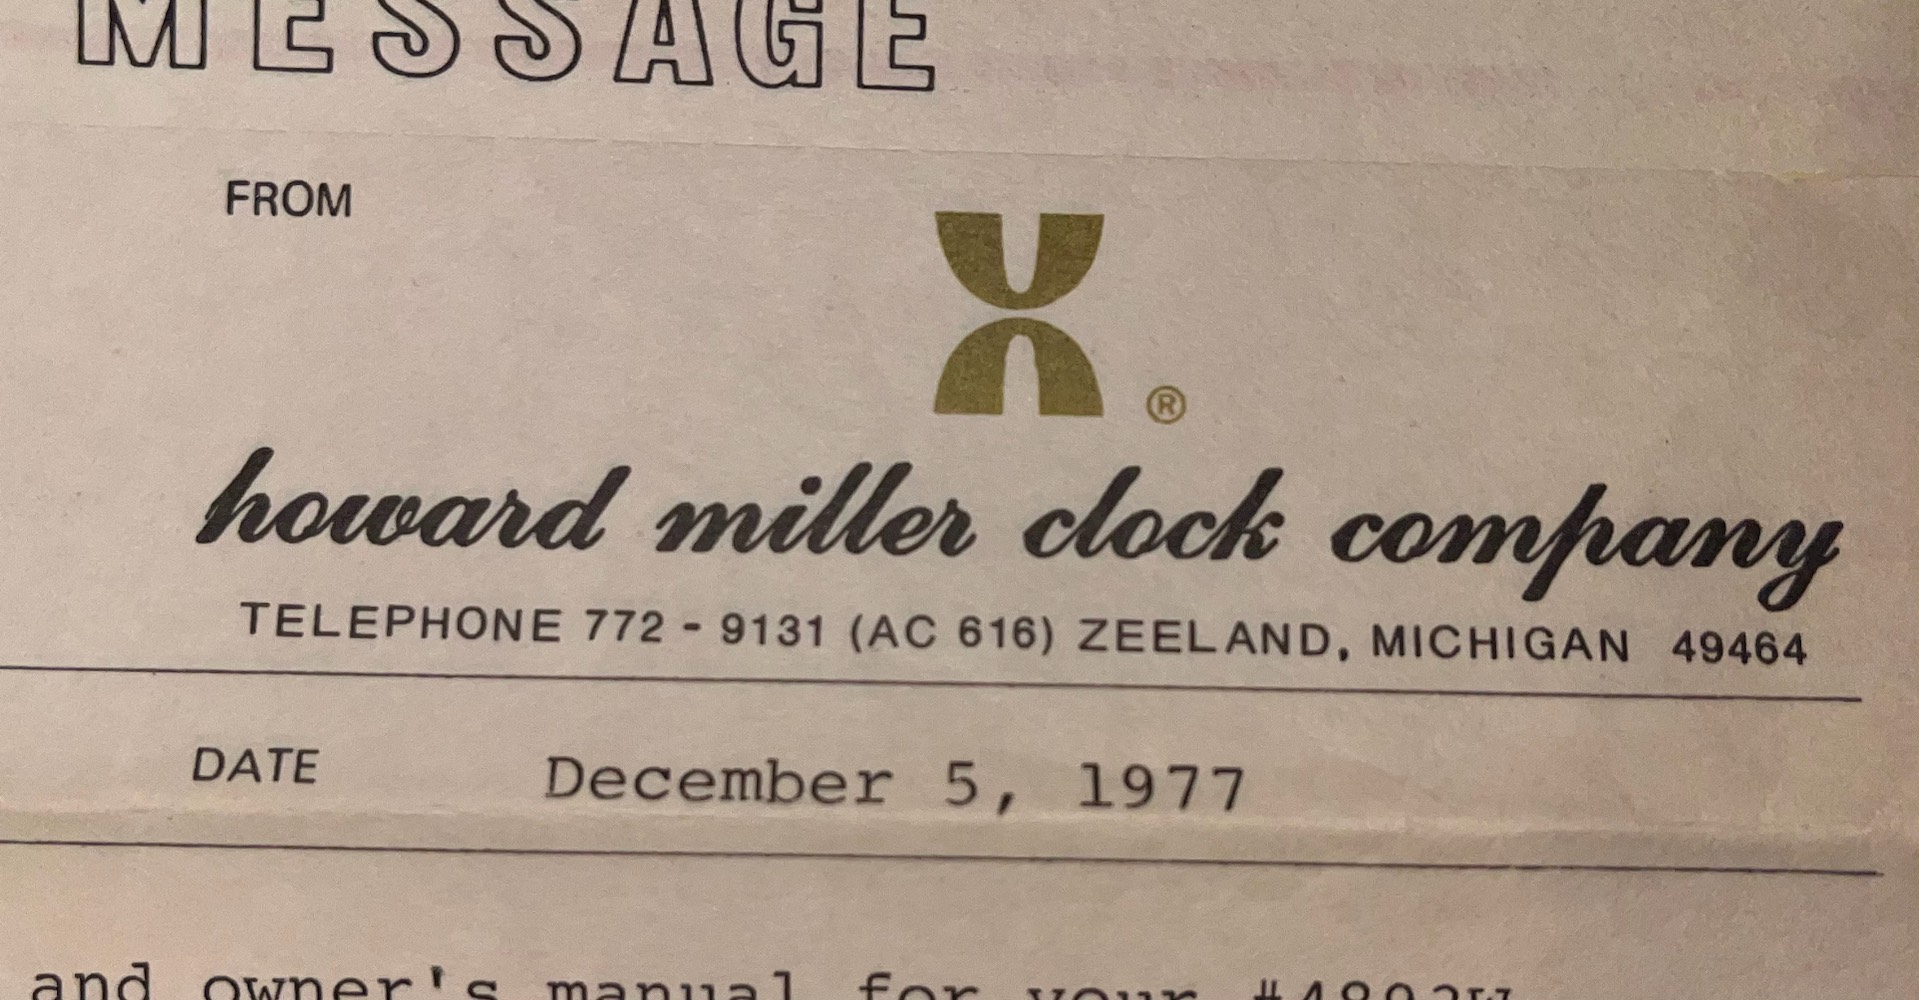 MESSAGE
FROM
®
howard miller clock company
TELEPHONE 772 - 9131 (AC 616) ZEELAND, MICHIGAN 49464
DATE December 5, 1977
and owner's manual for your